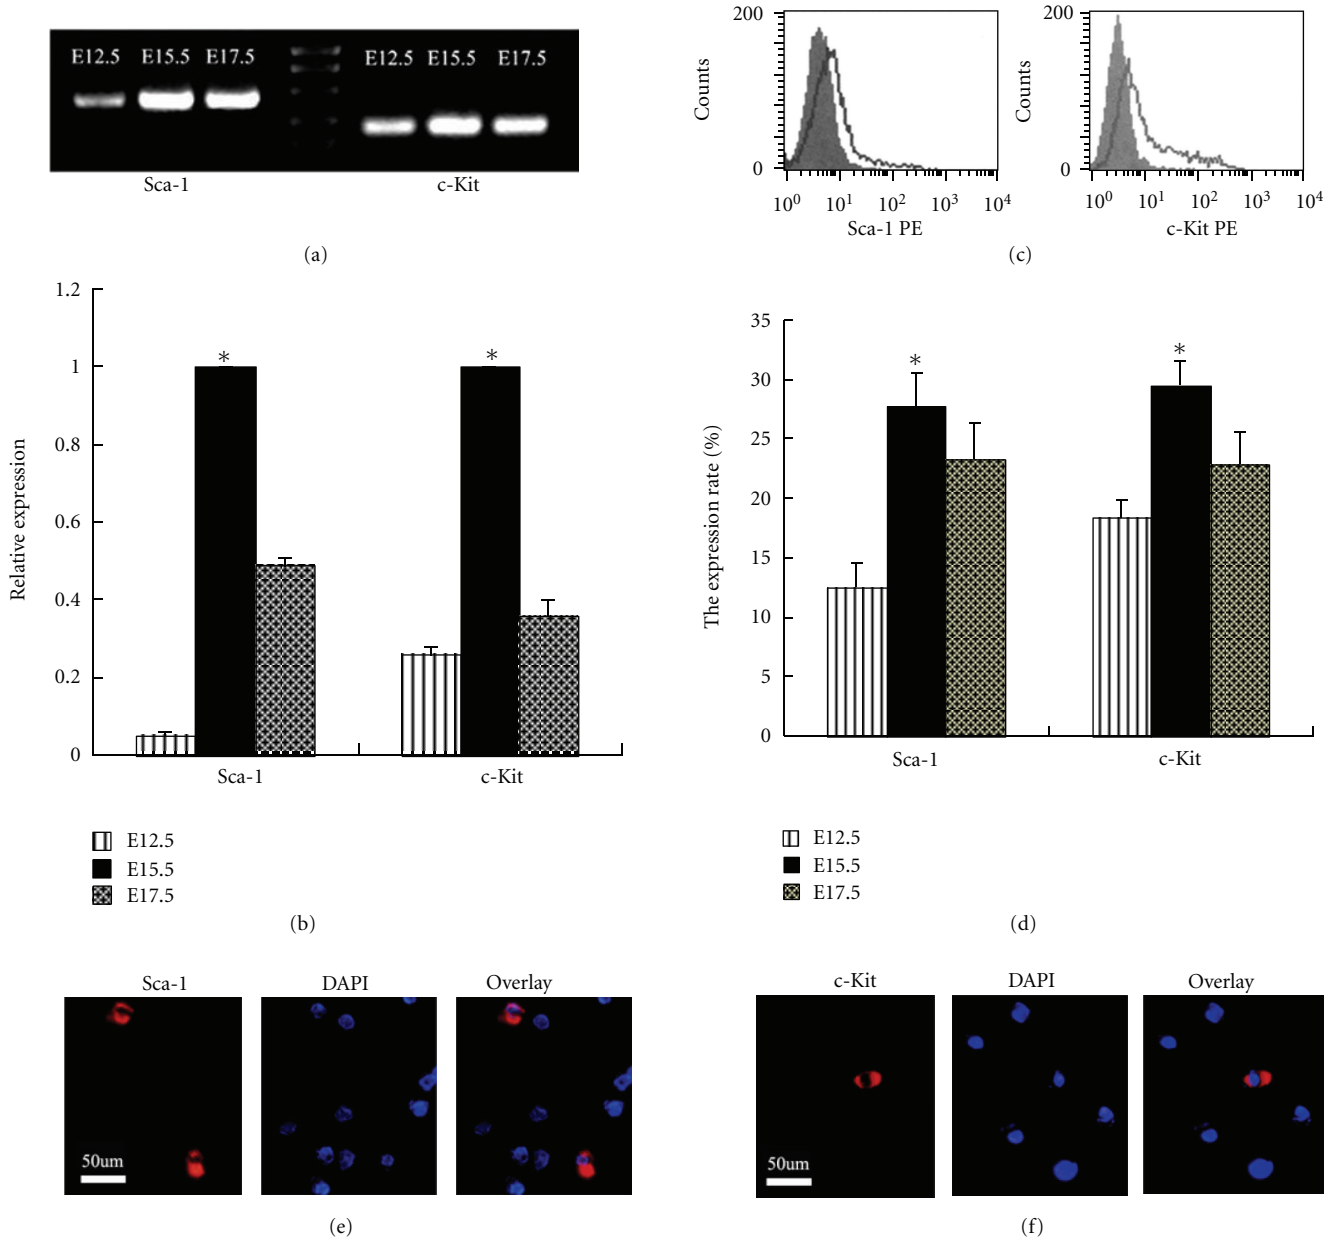 E12.5 E15.5 E17.5
E12.5 E15.5 E17.5
Sca-1
c-Kit
(a)
200
Counts
0
10⁰ 10¹ 10² 10³ 10⁴
Sca-1 PE
200
Counts
0
10⁰ 10¹ 10² 10³ 10⁴
c-Kit PE
(c)
1.2
1
0.8
0.6
0.4
0.2
0
Relative expression
*
*
Sca-1
c-Kit
E12.5
E15.5
E17.5
(b)
35
30
25
20
15
10
5
0
The expression rate (%)
*
*
Sca-1
c-Kit
E12.5
E15.5
E17.5
(d)
Sca-1
DAPI
Overlay
50um
(e)
c-Kit
DAPI
Overlay
50um
(f)